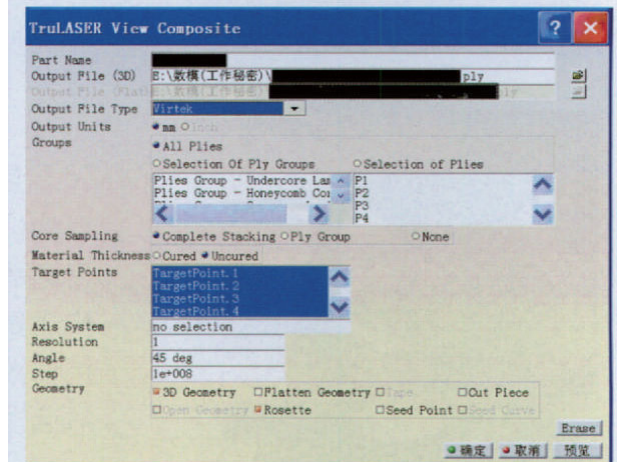 TruLASER View Composite
Part Name
Output File (3D) E:\数模(工作秘密)\ ply
Output File (Flat E:\数模(工作秘密)
Output File Type Virtek
Output Units mm inch
Groups All Plies
Selection Of Ply Groups Selection of Plies
Plies Group - Undercore Las P1
Plies Group - Honeycomb Cor P2
P3
P4
Core Sampling Complete Stacking Ply Group None
Material Thickness Cured Uncured
Target Points TargetPoint.1
TargetPoint.2
TargetPoint.3
TargetPoint.4
Axis System no selection
Resolution 1
Angle 45 deg
Step 1e+008
Geometry 3D Geometry Flatten Geometry Tape Cut Piece
Open Geometry Rosette Seed Point Seed Curve
Erase
确定 取消 预览